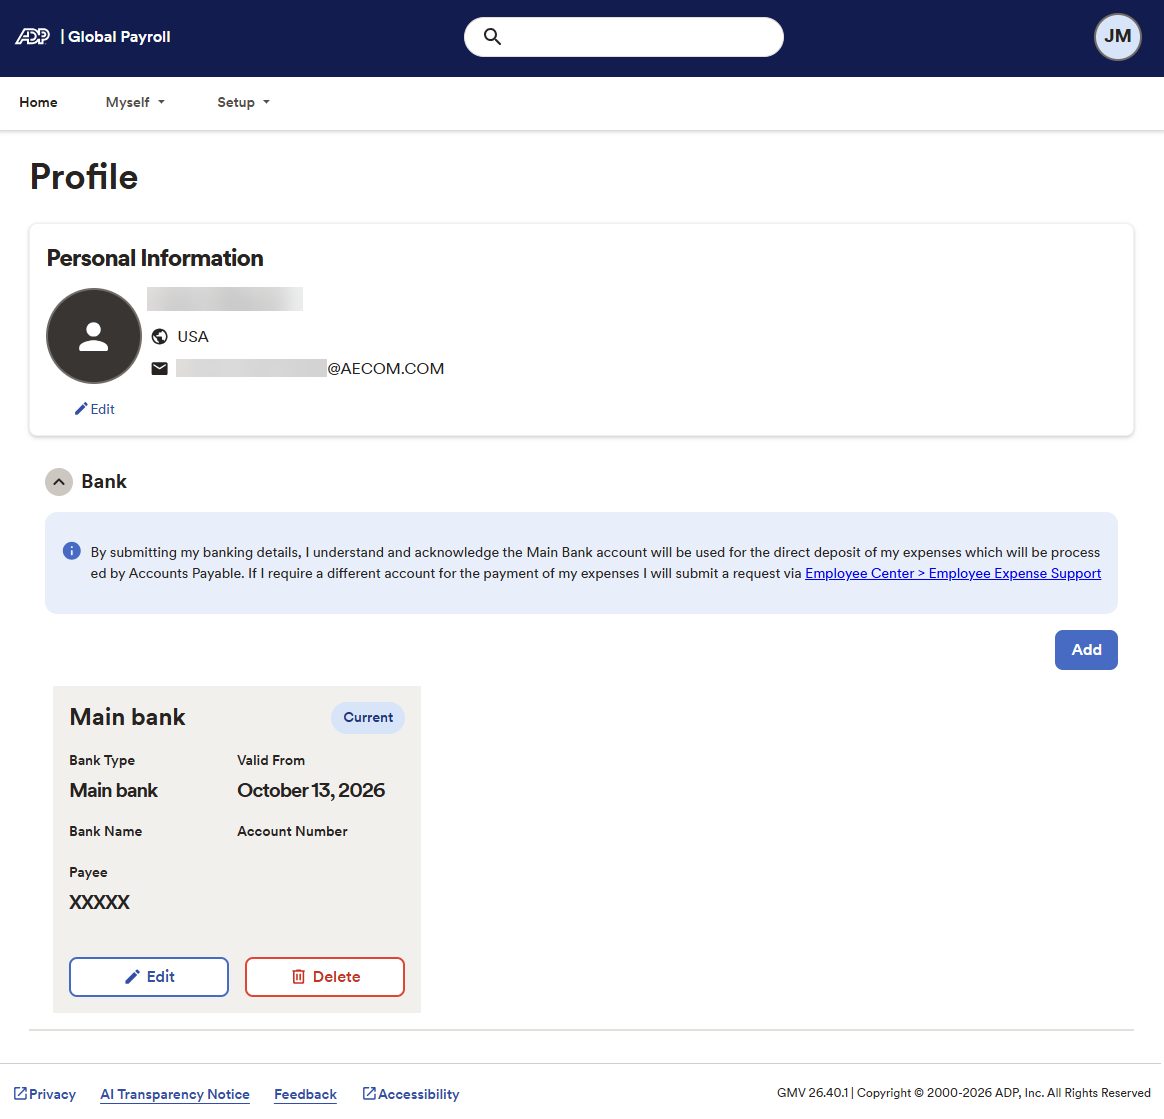 ADP | Global Payroll
JM
Home Myself Setup
Profile
Personal Information
USA
@AECOM.COM
Edit
Bank
By submitting my banking details, I understand and acknowledge the Main Bank account will be used for the direct deposit of my expenses which will be process
ed by Accounts Payable. If I require a different account for the payment of my expenses I will submit a request via Employee Center > Employee Expense Support
Add
Main bank Current
Bank Type Valid From
Main bank October 13, 2026
Bank Name Account Number
Payee
XXXXX
Edit Delete
Privacy AI Transparency Notice Feedback Accessibility GMV 26.40.1 | Copyright © 2000-2026 ADP, Inc. All Rights Reserved